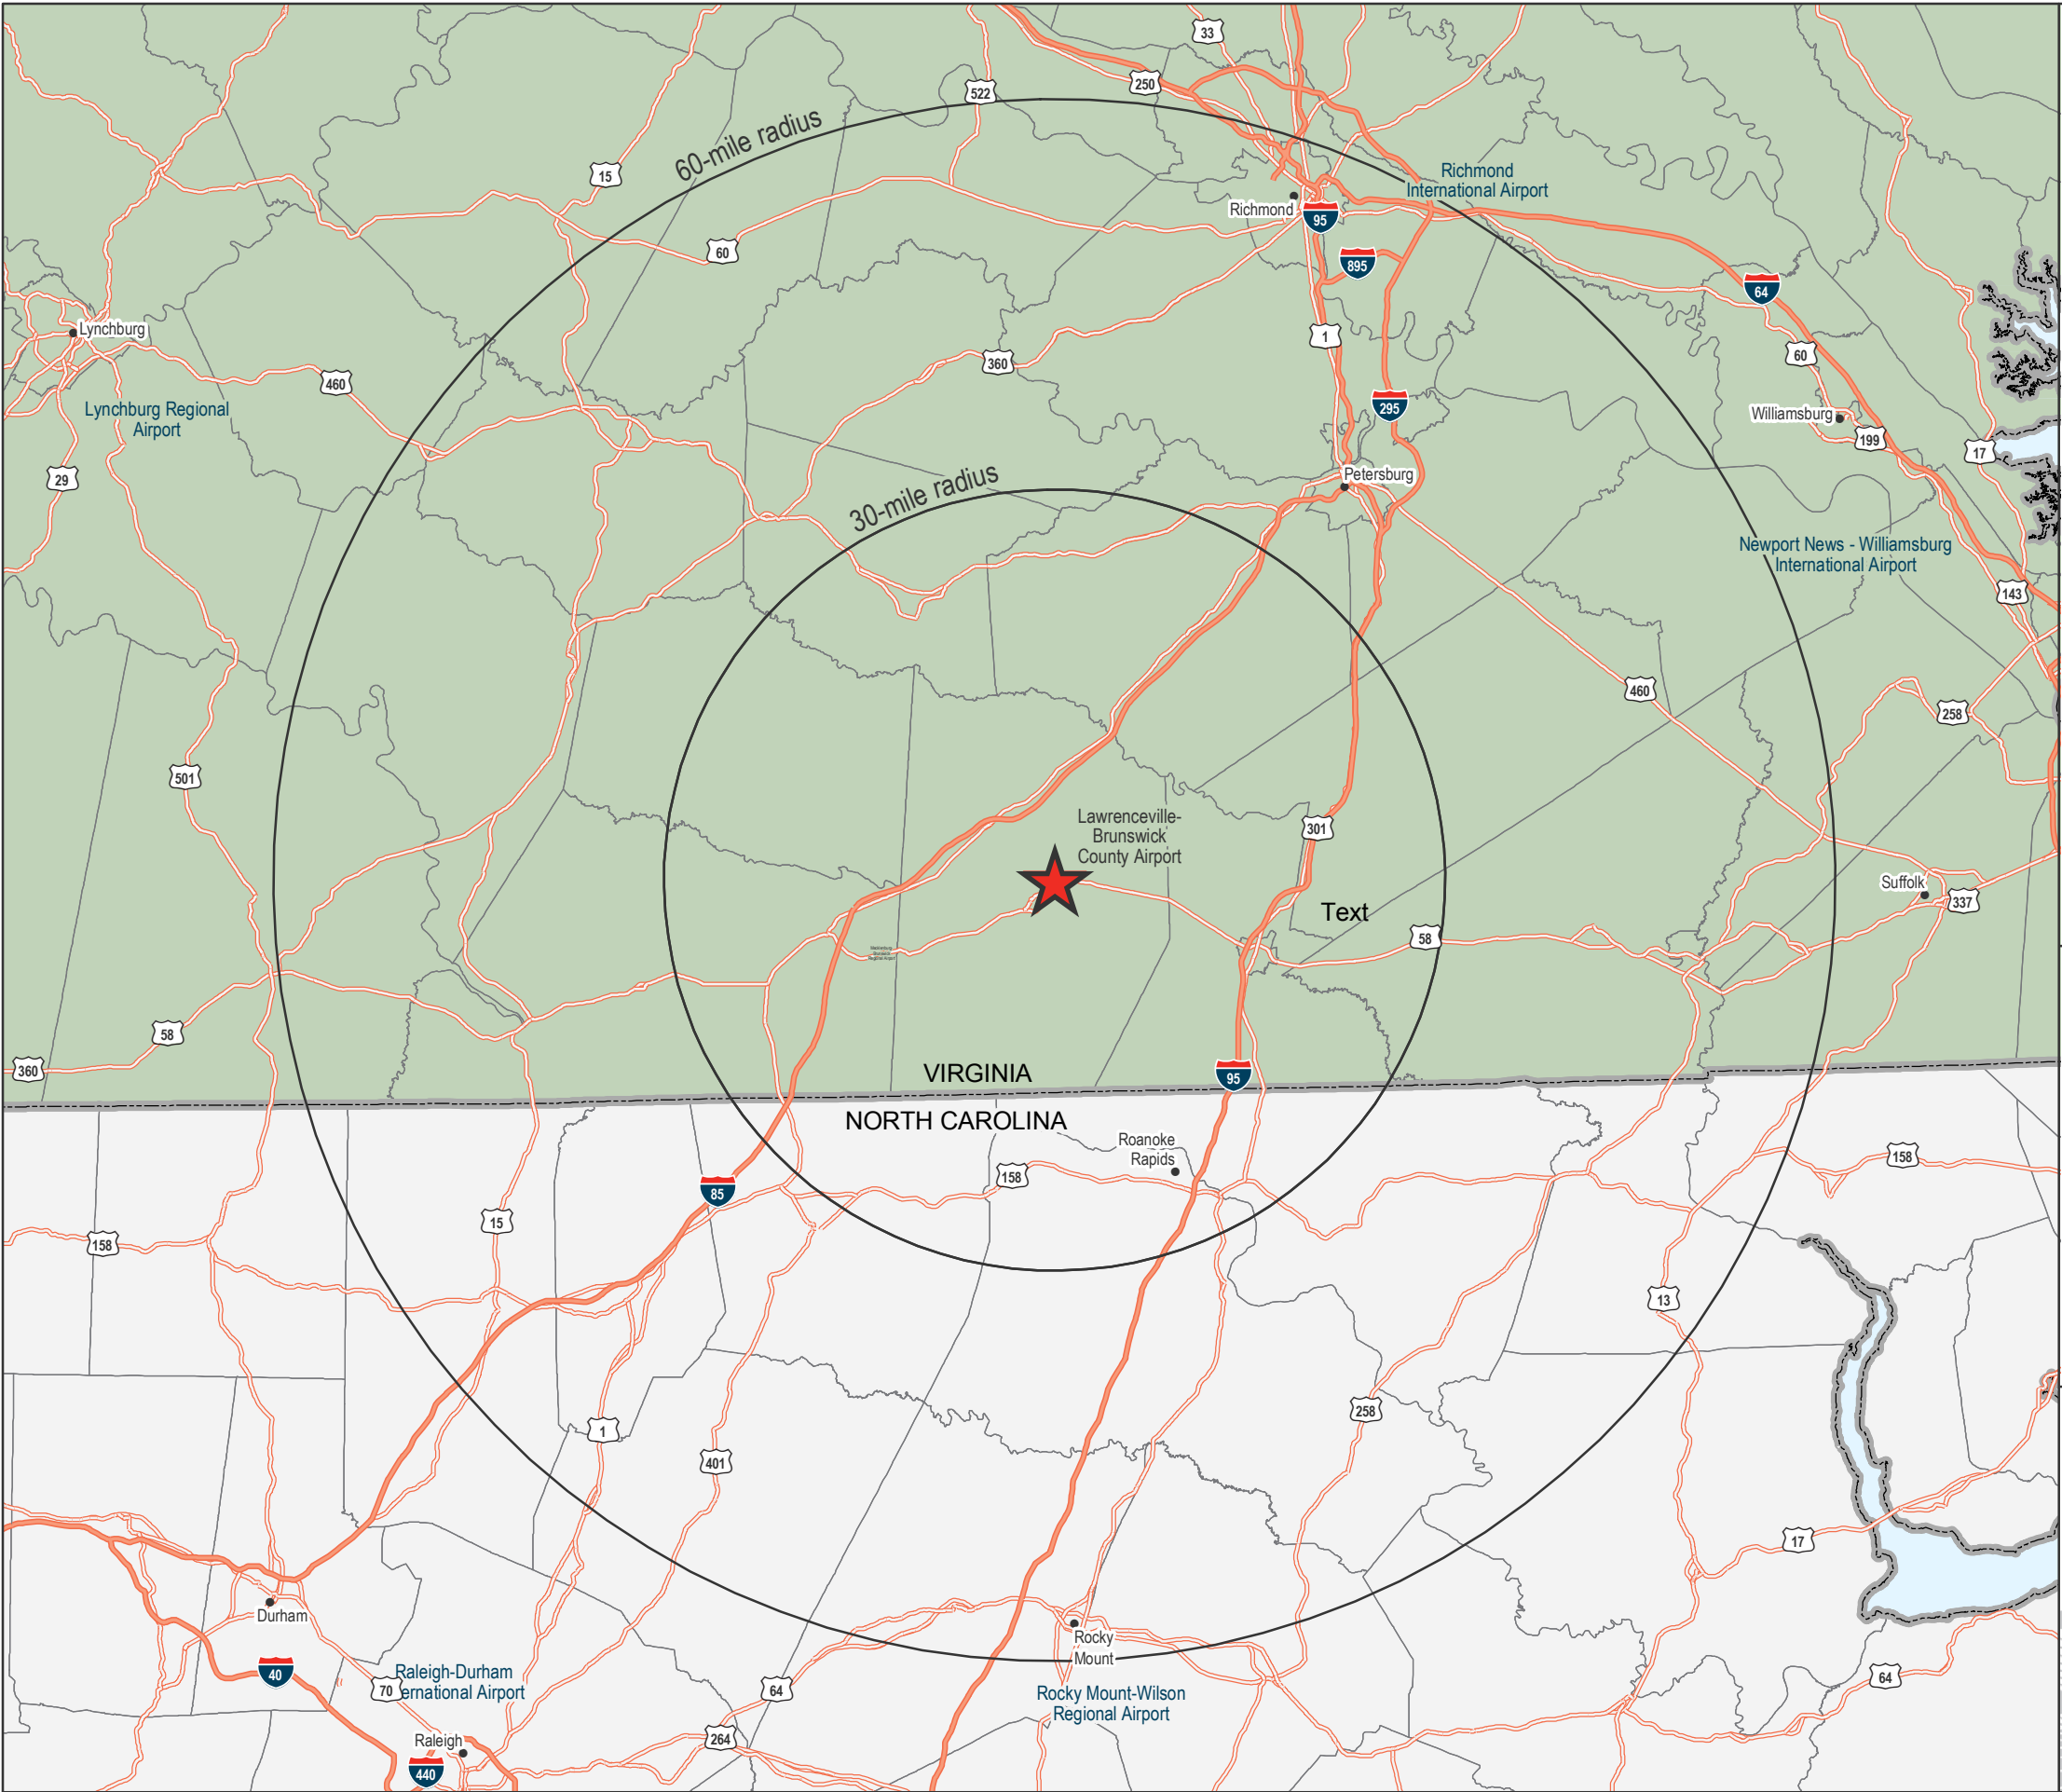 33
250
522
60-mile radius
15
Richmond
International Airport
Richmond
95
60
895
64
Lynchburg
1
360
60
460
295
Lynchburg Regional
Airport
Williamsburg
199
17
29
Petersburg
30-mile radius
Newport News - Williamsburg
International Airport
143
460
258
501
Lawrenceville-
Brunswick
County Airport
301
Suffolk
337
Text
58
58
360
VIRGINIA
95
NORTH CAROLINA
Roanoke
Rapids
158
158
85
15
158
13
258
1
401
17
Durham
Rocky
Mount
40
Raleigh-Durham
70
ernational Airport
64
64
Rocky Mount-Wilson
Regional Airport
264
Raleigh
440